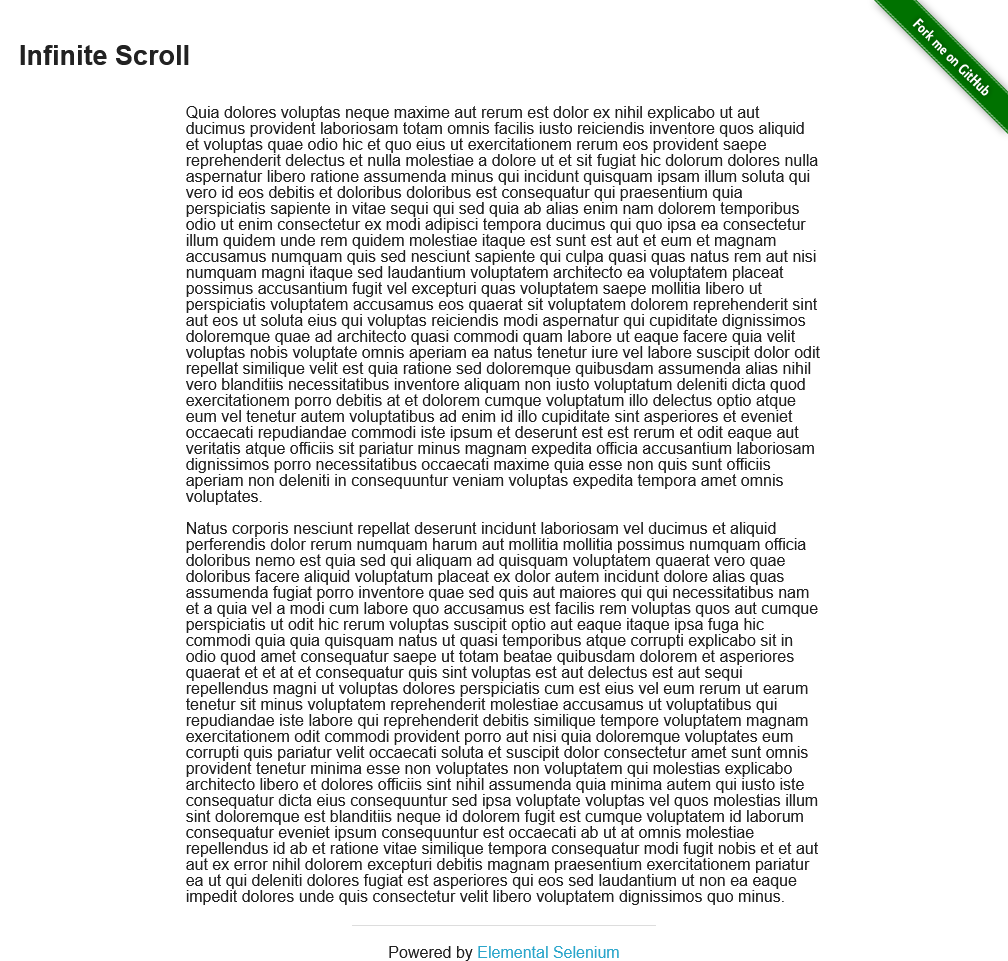 Fork me on GitHub
Infinite Scroll
Quia dolores voluptas neque maxime aut rerum est dolor ex nihil explicabo ut aut
ducimus provident laboriosam totam omnis facilis iusto reiciendis inventore quos aliquid
et voluptas quae odio hic et quo eius ut exercitationem rerum eos provident saepe
reprehenderit delectus et nulla molestiae a dolore ut et sit fugiat hic dolorum dolores nulla
aspernatur libero ratione assumenda minus qui incidunt quisquam ipsam illum soluta qui
vero id eos debitis et doloribus doloribus est consequatur qui praesentium quia
perspiciatis sapiente in vitae sequi qui sed quia ab alias enim nam dolorem temporibus
odio ut enim consectetur ex modi adipisci tempora ducimus qui quo ipsa ea consectetur
illum quidem unde rem quidem molestiae itaque est sunt est aut et eum et magnam
accusamus numquam quis sed nesciunt sapiente qui culpa quasi quas natus rem aut nisi
numquam magni itaque sed laudantium voluptatem architecto ea voluptatem placeat
possimus accusantium fugit vel excepturi quas voluptatem saepe mollitia libero ut
perspiciatis voluptatem accusamus eos quaerat sit voluptatem dolorem reprehenderit sint
aut eos ut soluta eius qui voluptas reiciendis modi aspernatur qui cupiditate dignissimos
doloremque quae ad architecto quasi commodi quam labore ut eaque facere quia velit
voluptas nobis voluptate omnis aperiam ea natus tenetur iure vel labore suscipit dolor odit
repellat similique velit est quia ratione sed doloremque quibusdam assumenda alias nihil
vero blanditiis necessitatibus inventore aliquam non iusto voluptatum deleniti dicta quod
exercitationem porro debitis at et dolorem cumque voluptatum illo delectus optio atque
eum vel tenetur autem voluptatibus ad enim id illo cupiditate sint asperiores et eveniet
occaecati repudiandae commodi iste ipsum et deserunt est est rerum et odit eaque aut
veritatis atque officiis sit pariatur minus magnam expedita officia accusantium laboriosam
dignissimos porro necessitatibus occaecati maxime quia esse non quis sunt officiis
aperiam non deleniti in consequuntur veniam voluptas expedita tempora amet omnis
voluptates.
Natus corporis nesciunt repellat deserunt incidunt laboriosam vel ducimus et aliquid
perferendis dolor rerum numquam harum aut mollitia mollitia possimus numquam officia
doloribus nemo est quia sed qui aliquam ad quisquam voluptatem quaerat vero quae
doloribus facere aliquid voluptatum placeat ex dolor autem incidunt dolore alias quas
assumenda fugiat porro inventore quae sed quis aut maiores qui qui necessitatibus nam
et a quia vel a modi cum labore quo accusamus est facilis rem voluptas quos aut cumque
perspiciatis ut odit hic rerum voluptas suscipit optio aut eaque itaque ipsa fuga hic
commodi quia quia quisquam natus ut quasi temporibus atque corrupti explicabo sit in
odio quod amet consequatur saepe ut totam beatae quibusdam dolorem et asperiores
quaerat et et at et consequatur quis sint voluptas est aut delectus est aut sequi
repellendus magni ut voluptas dolores perspiciatis cum est eius vel eum rerum ut earum
tenetur sit minus voluptatem reprehenderit molestiae accusamus ut voluptatibus qui
repudiandae iste labore qui reprehenderit debitis similique tempore voluptatem magnam
exercitationem odit commodi provident porro aut nisi quia doloremque voluptates eum
corrupti quis pariatur velit occaecati soluta et suscipit dolor consectetur amet sunt omnis
provident tenetur minima esse non voluptates non voluptatem qui molestias explicabo
architecto libero et dolores officiis sint nihil assumenda quia minima autem qui iusto iste
consequatur dicta eius consequuntur sed ipsa voluptate voluptas vel quos molestias illum
sint doloremque est blanditiis neque id dolorem fugit est cumque voluptatem id laborum
consequatur eveniet ipsum consequuntur est occaecati ab ut at omnis molestiae
repellendus id ab et ratione vitae similique tempora consequatur modi fugit nobis et et aut
aut ex error nihil dolorem excepturi debitis magnam praesentium exercitationem pariatur
ea ut qui deleniti dolores fugiat est asperiores qui eos sed laudantium ut non ea eaque
impedit dolores unde quis consectetur velit libero voluptatem dignissimos quo minus.
Powered by Elemental Selenium